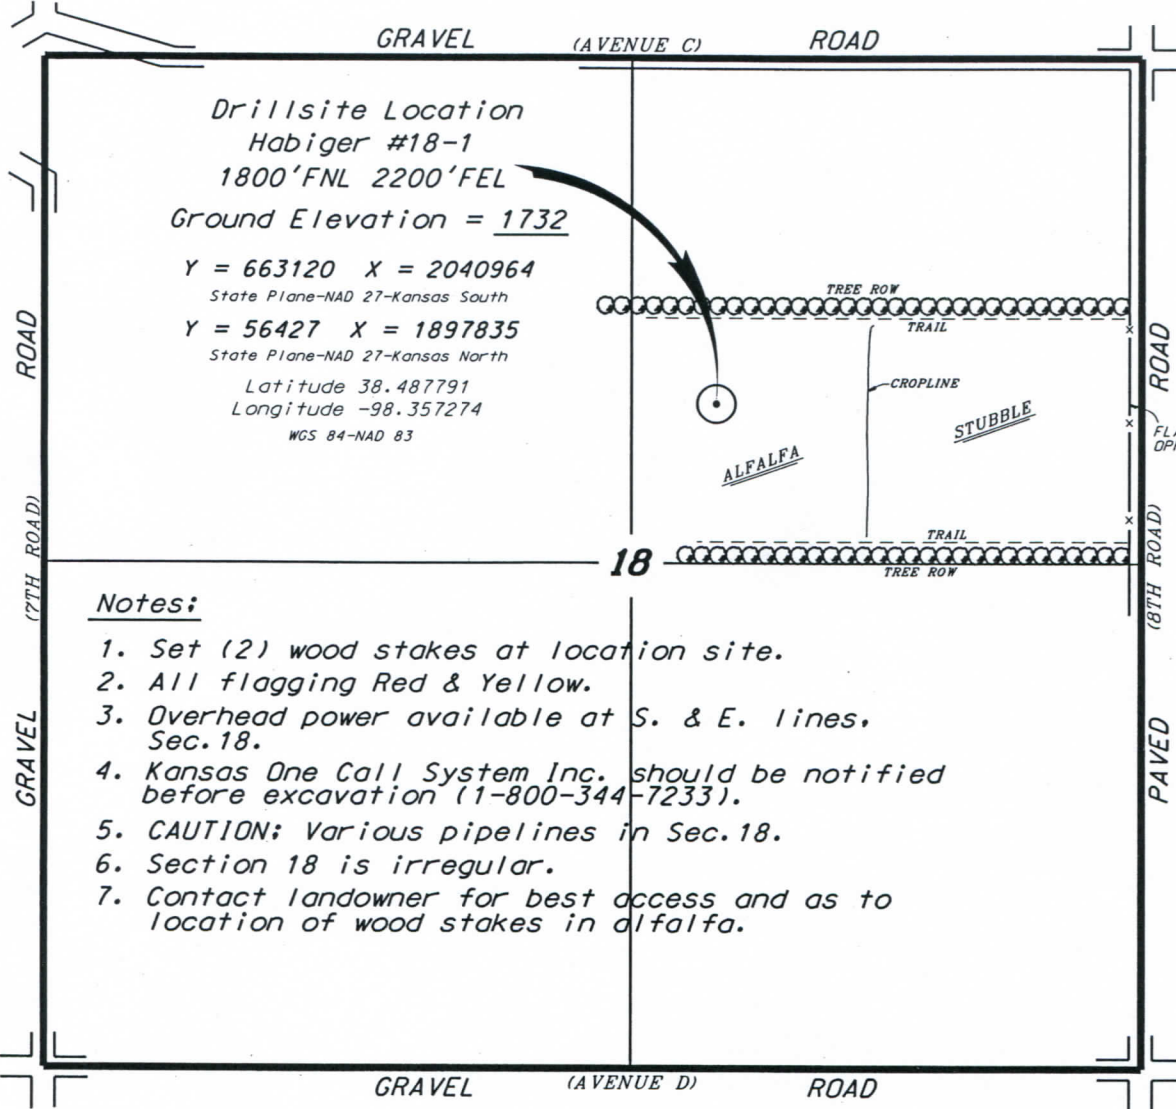 GRAVEL (AVENUE C) ROAD
Drillsite Location
Habiger #18-1
1800'FNL 2200'FEL
Ground Elevation = 1732
Y = 663120 X = 2040964
State Plane-NAD 27-Kansas South
Y = 56427 X = 1897835
State Plane-NAD 27-Kansas North
Latitude 38.487791
Longitude -98.357274
WGS 84-NAD 83
TREE ROW
TRAIL
CROPLINE
STUBBLE
ALFALFA
TRAIL
TREE ROW
18
GRAVEL (7TH ROAD) ROAD
PAVED (8TH ROAD) ROAD
Notes:
1. Set (2) wood stakes at location site.
2. All flagging Red & Yellow.
3. Overhead power available at S. & E. lines,
Sec.18.
4. Kansas One Call System Inc. should be notified
before excavation (1-800-344-7233).
5. CAUTION: Various pipelines in Sec.18.
6. Section 18 is irregular.
7. Contact landowner for best access and as to
location of wood stakes in alfalfa.
GRAVEL (AVENUE D) ROAD